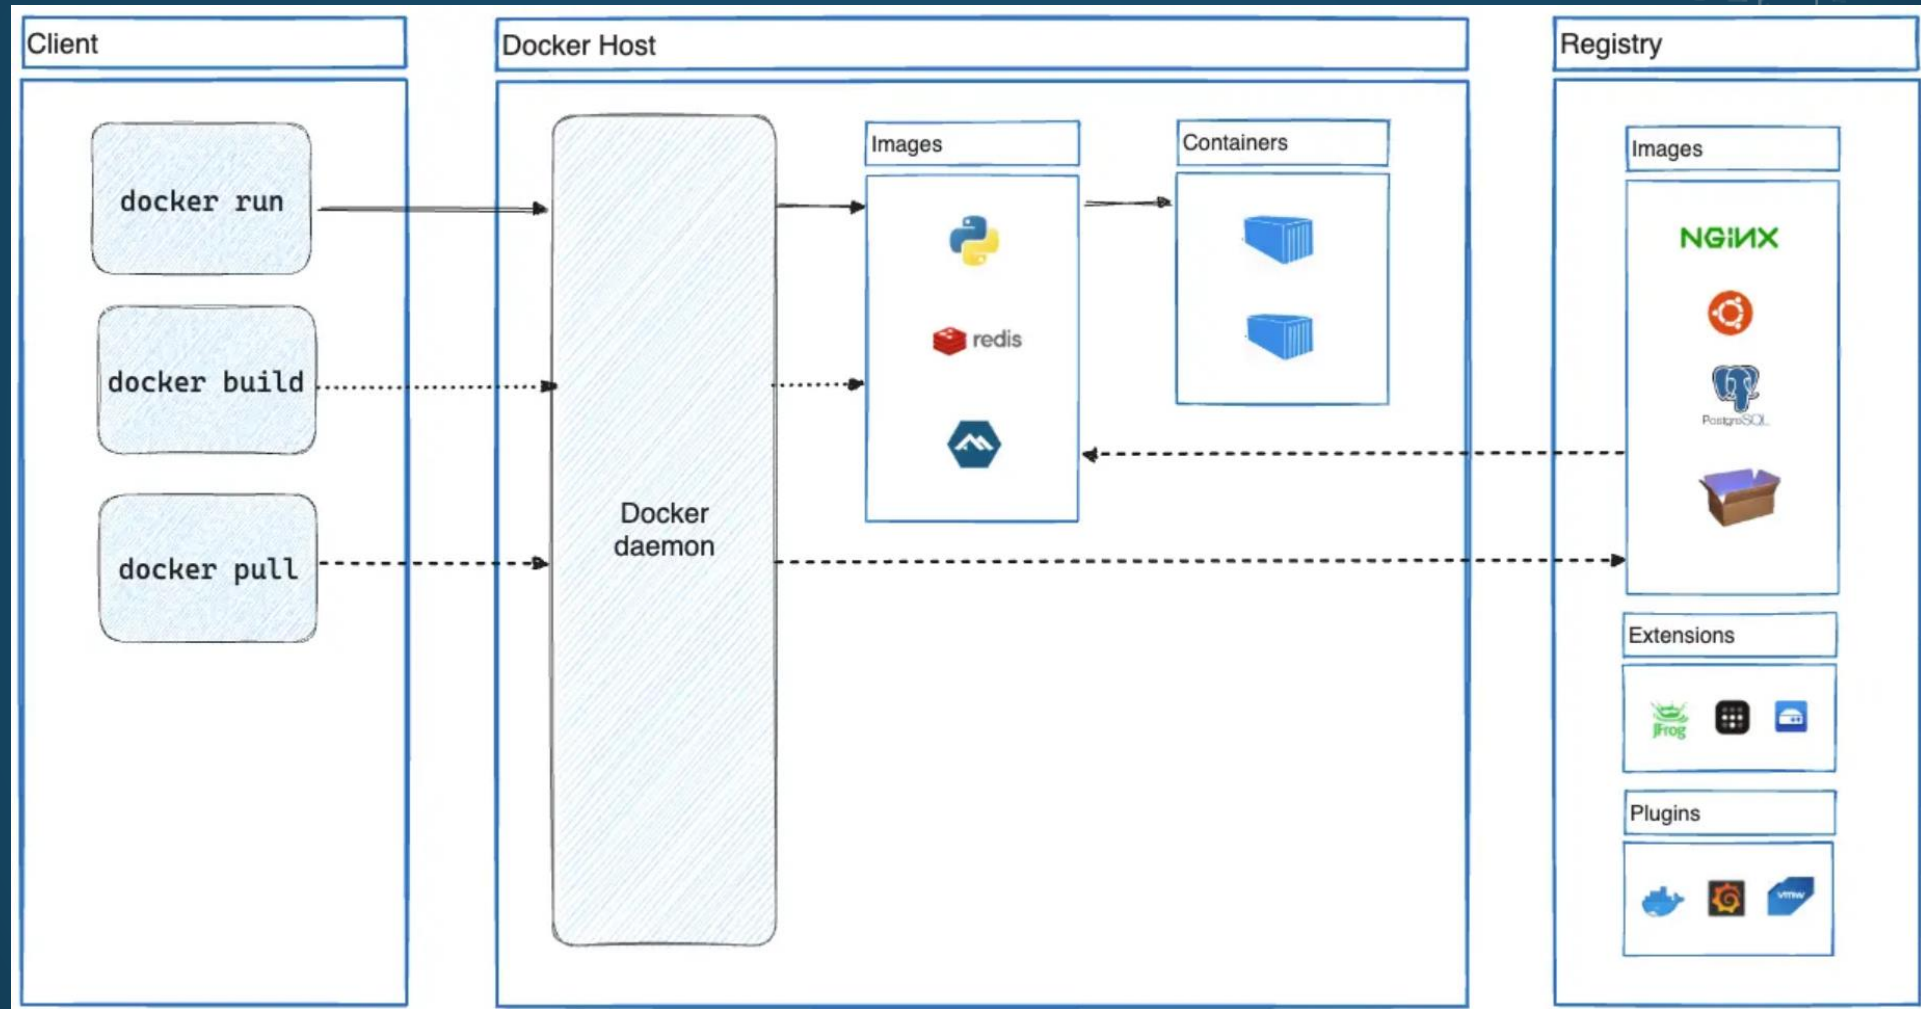 Client
docker run
docker build
docker pull
Docker Host
Docker
daemon
Images
redis
Containers
Registry
Images
NGINX
PostgreSQL
Extensions
jFrog
Plugins
vmw